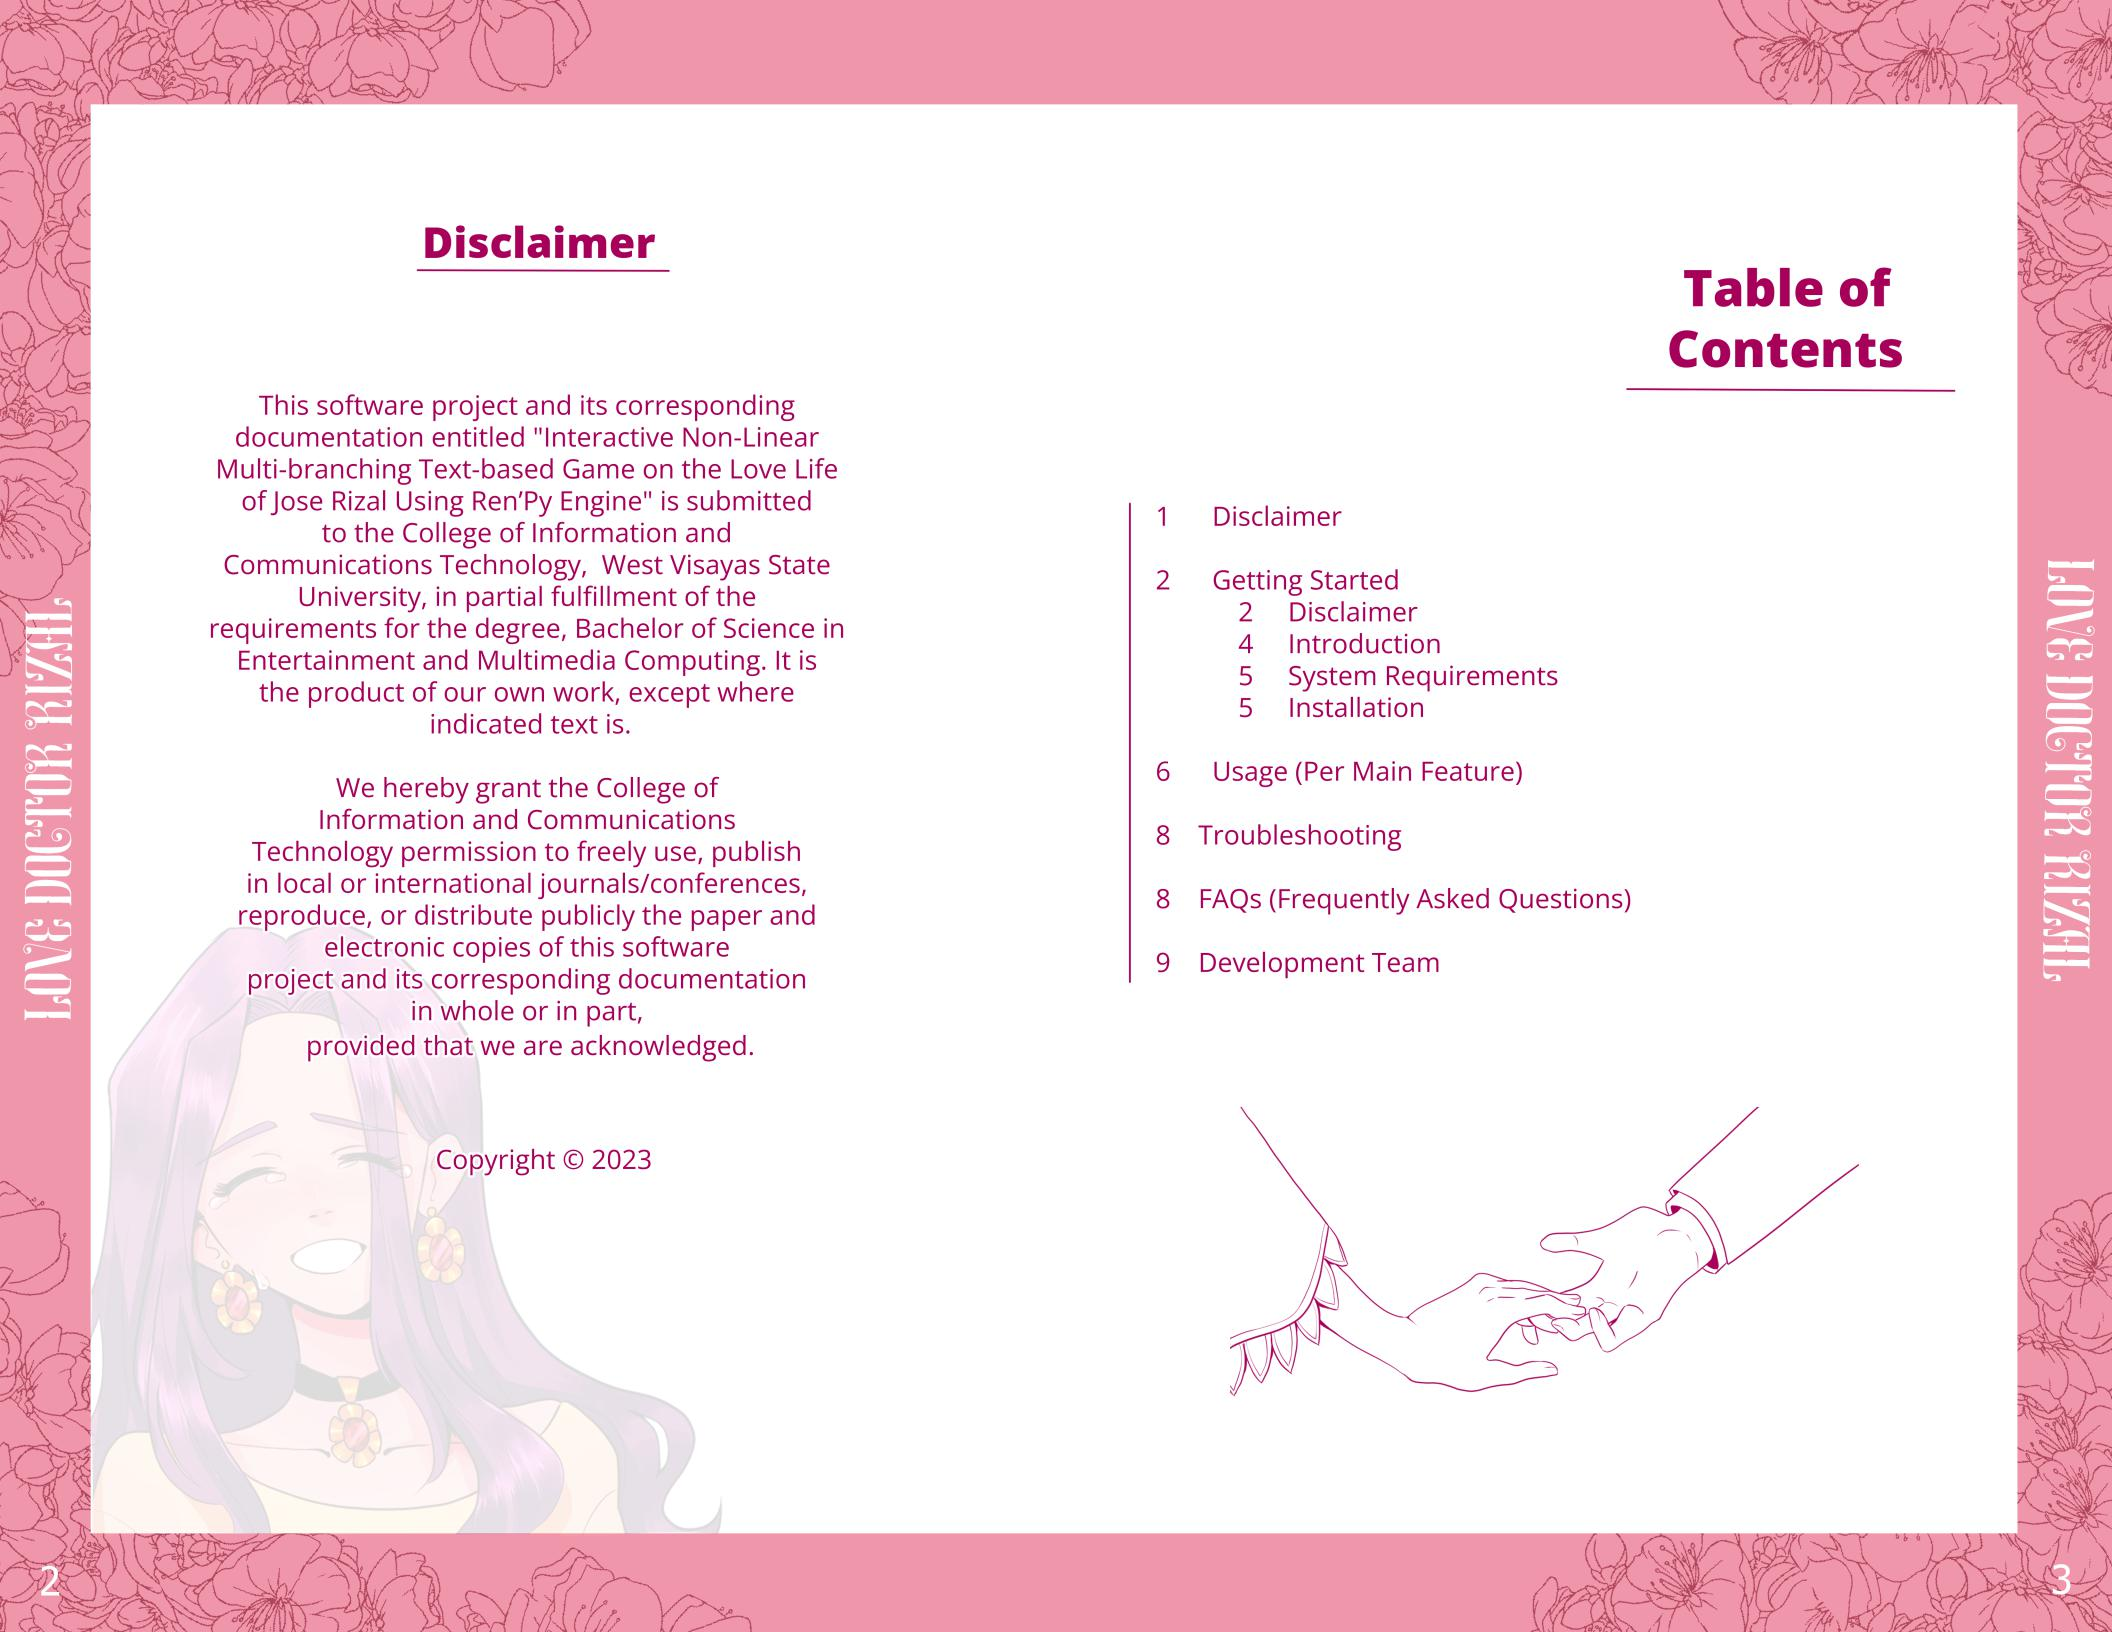 Disclaimer
This software project and its corresponding
documentation entitled "Interactive Non-Linear
Multi-branching Text-based Game on the Love Life
of Jose Rizal Using Ren’Py Engine" is submitted
to the College of Information and
Communications Technology,  West Visayas State
University, in partial fulfillment of the
requirements for the degree, Bachelor of Science in
Entertainment and Multimedia Computing. It is
the product of our own work, except where
indicated text is.
We hereby grant the College of
Information and Communications
Technology permission to freely use, publish
in local or international journals/conferences,
reproduce, or distribute publicly the paper and
electronic copies of this software
project and its corresponding documentation
in whole or in part,
provided that we are acknowledged.
Copyright © 2023
LOVE DOCTOR RIZAL
2
Table of
Contents
1 Disclaimer
2 Getting Started
2 Disclaimer
4 Introduction
5 System Requirements
5 Installation
6 Usage (Per Main Feature)
8 Troubleshooting
8 FAQs (Frequently Asked Questions)
9 Development Team
LOVE DOCTOR RIZAL
3